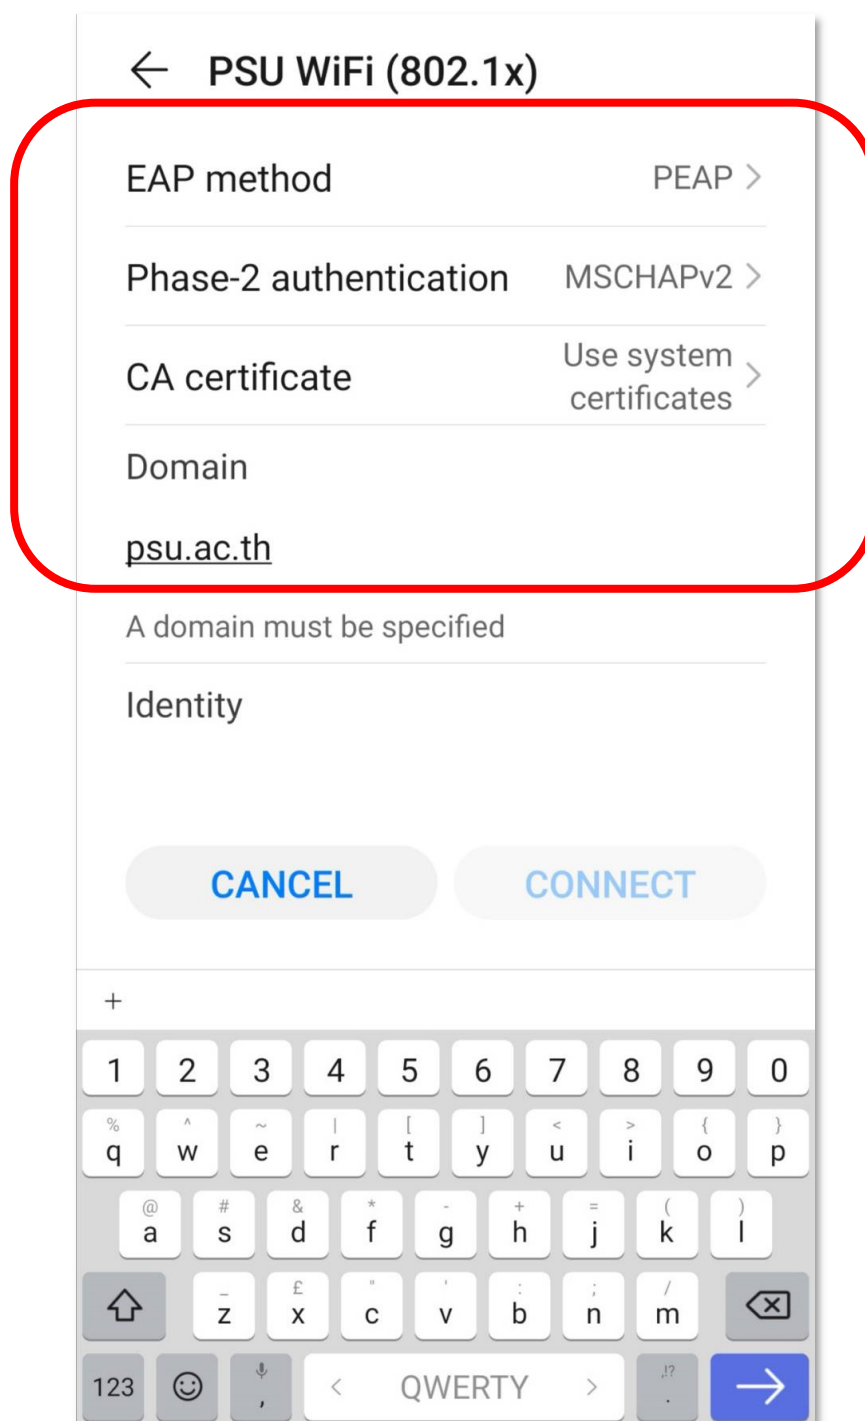 PSU WiFi (802.1x)
EAP method PEAP
Phase-2 authentication MSCHAPv2
CA certificate Use system certificates
Domain
psu.ac.th
A domain must be specified
Identity
CANCEL CONNECT
+
1 2 3 4 5 6 7 8 9 0
% ^ ~ | [ ] < > { }
q w e r t y u i o p
@ # & * - + = ( )
a s d f g h j k l
_ £ " ' : ; /
z x c v b n m
123 , < QWERTY > ,!? .